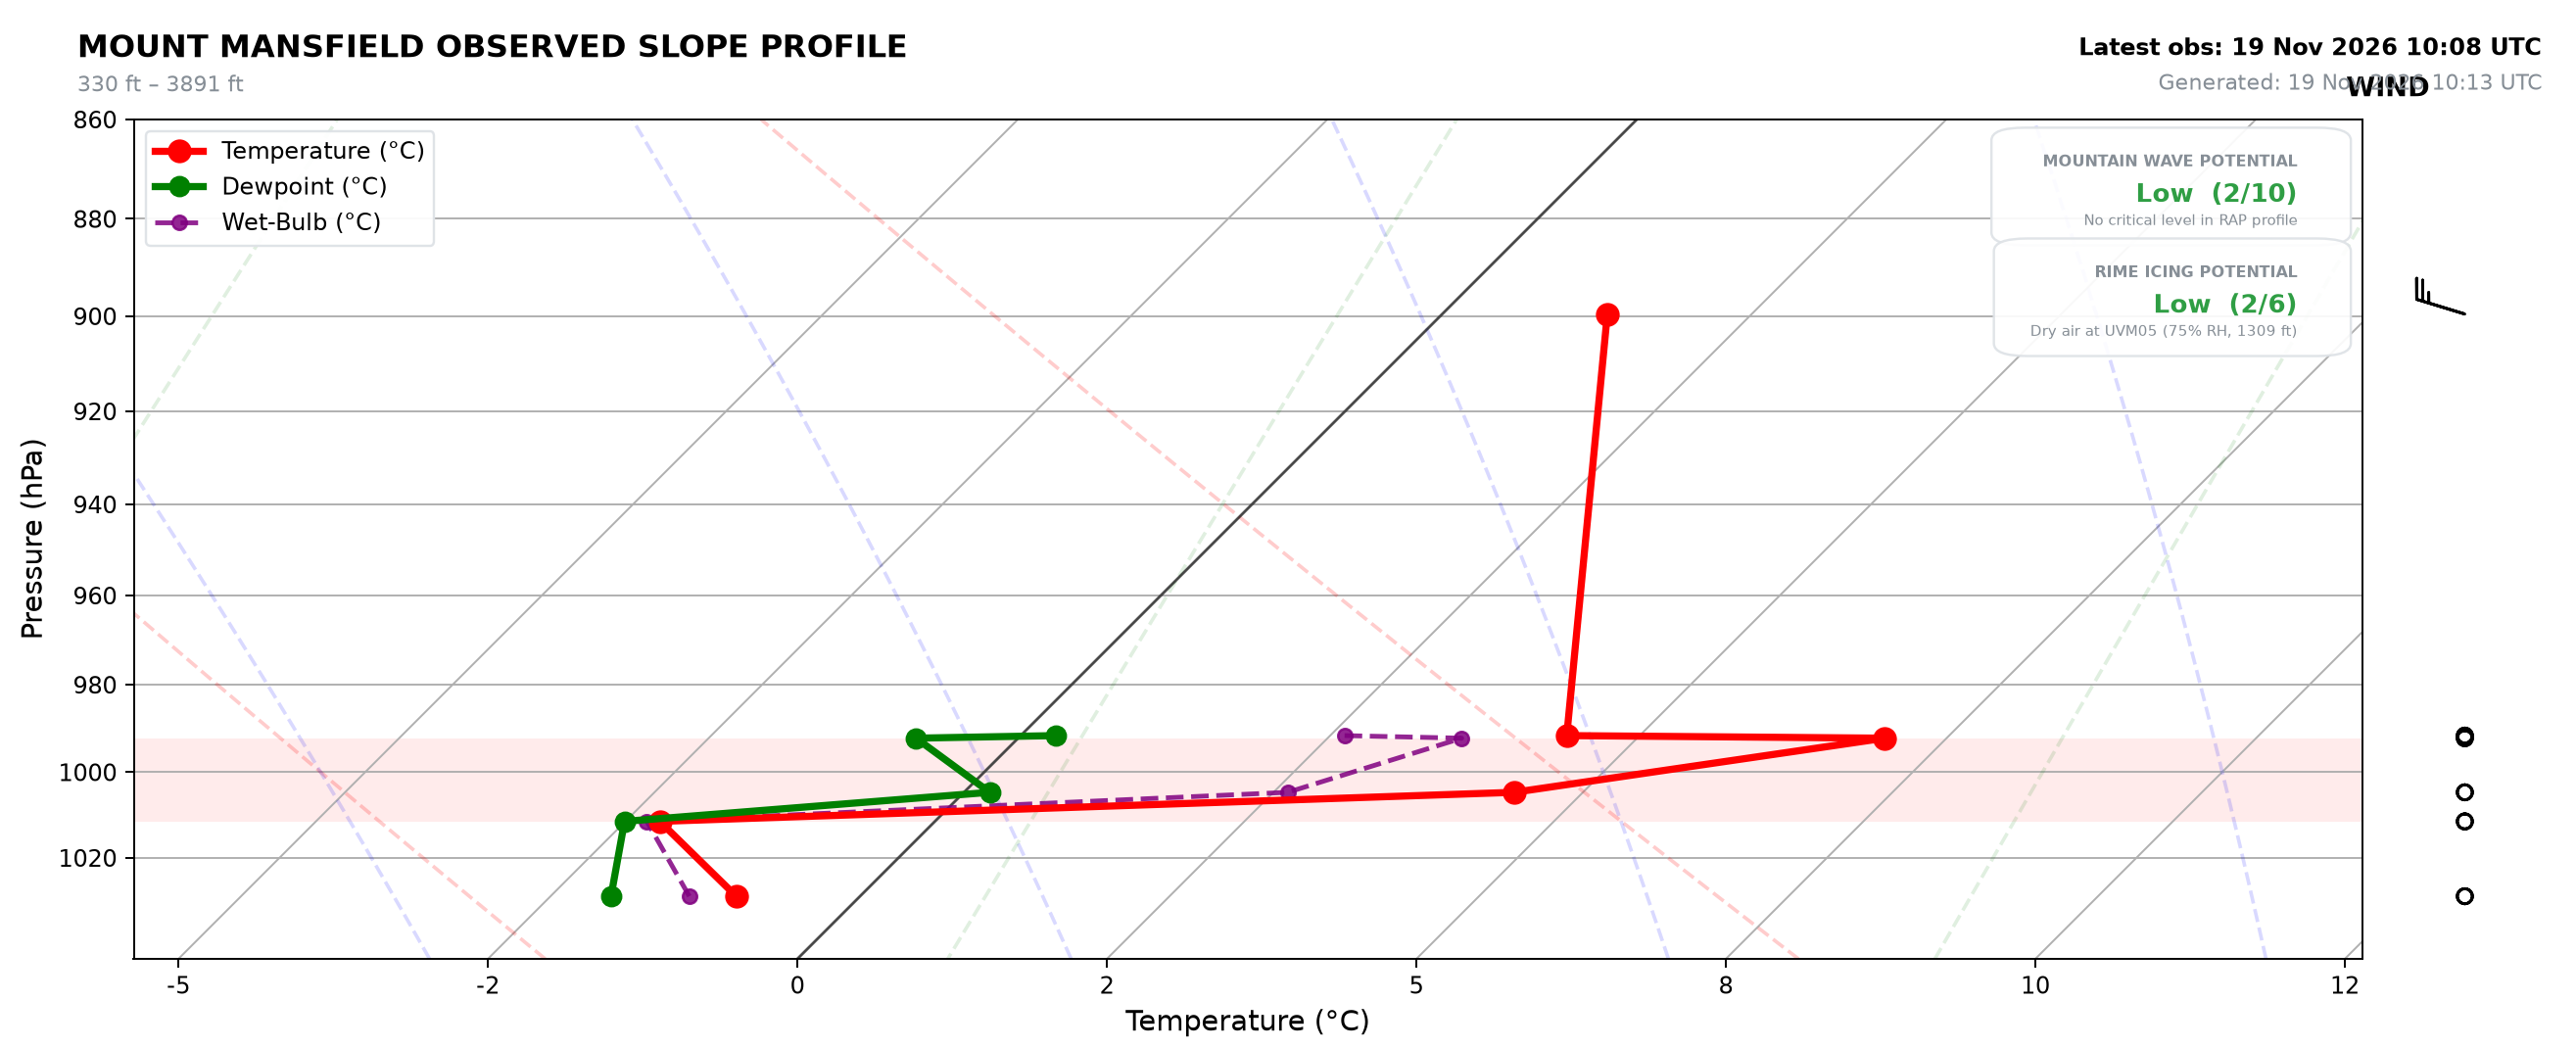 MOUNT MANSFIELD OBSERVED SLOPE PROFILE
330 ft – 3891 ft
Latest obs: 19 Nov 2026 10:08 UTC
Generated: 19 Nov 2026 10:13 UTC
WIND
Temperature (°C)
Dewpoint (°C)
Wet-Bulb (°C)
MOUNTAIN WAVE POTENTIAL
Low (2/10)
No critical level in RAP profile
RIME ICING POTENTIAL
Low (2/6)
Dry air at UVM05 (75% RH, 1309 ft)
Pressure (hPa)
860
880
900
920
940
960
980
1000
1020
-5
-2
0
2
5
8
10
12
Temperature (°C)